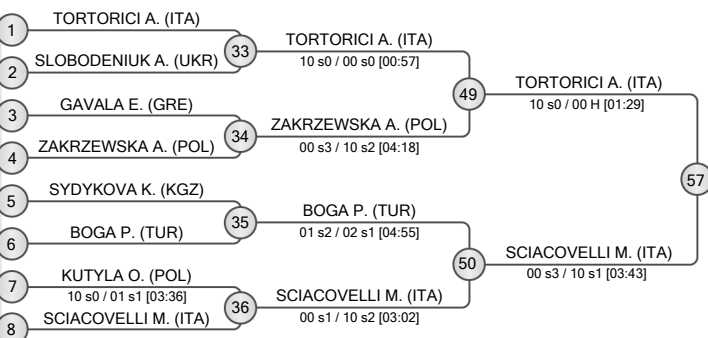 1 TORTORICI A. (ITA)
2 SLOBODENIUK A. (UKR)
33 TORTORICI A. (ITA)
10 s0 / 00 s0 [00:57]
3 GAVALA E. (GRE)
4 ZAKRZEWSKA A. (POL)
34 ZAKRZEWSKA A. (POL)
00 s3 / 10 s2 [04:18]
49 TORTORICI A. (ITA)
10 s0 / 00 H [01:29]
5 SYDYKOVA K. (KGZ)
6 BOGA P. (TUR)
35 BOGA P. (TUR)
01 s2 / 02 s1 [04:55]
7 KUTYLA O. (POL)
10 s0 / 01 s1 [03:36]
8 SCIACOVELLI M. (ITA)
36 SCIACOVELLI M. (ITA)
00 s1 / 10 s2 [03:02]
50 SCIACOVELLI M. (ITA)
00 s3 / 10 s1 [03:43]
57